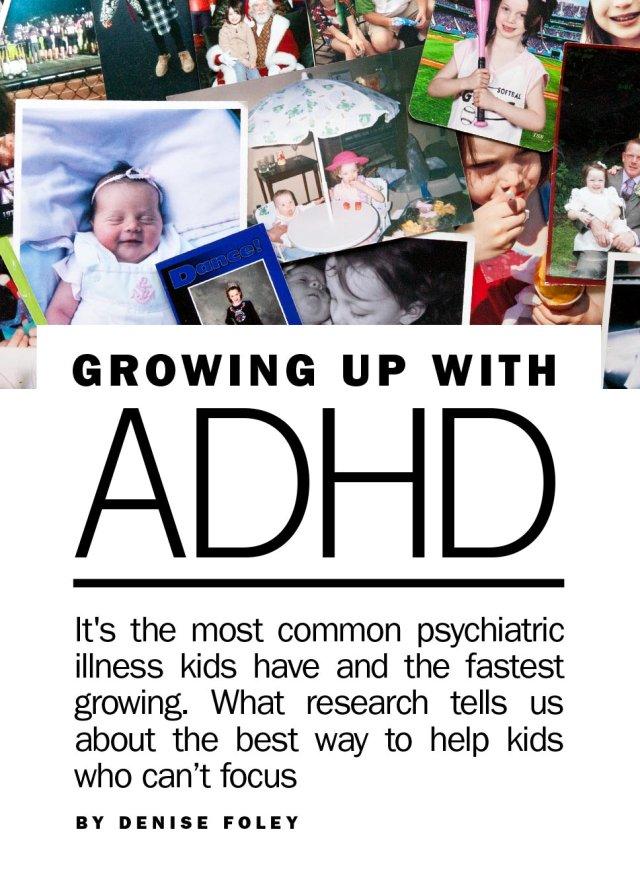 SOFTBALL
Dance!
GROWING UP WITH
ADHD
It's the most common psychiatric
illness kids have and the fastest
growing. What research tells us
about the best way to help kids
who can’t focus
BY DENISE FOLEY